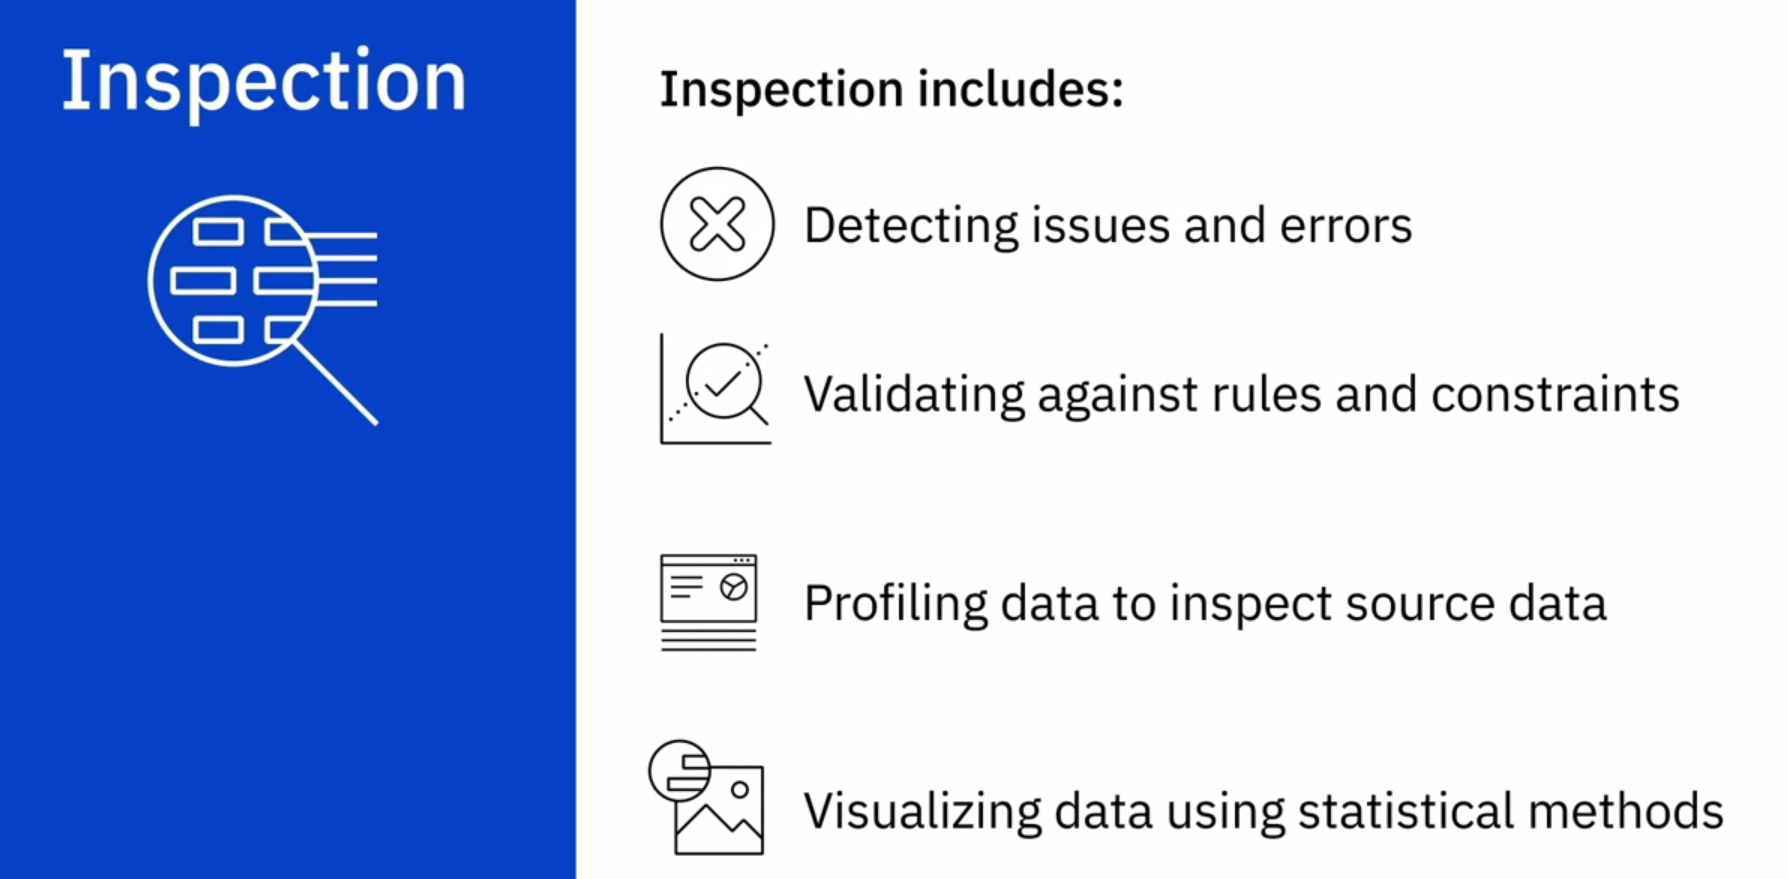 Inspection
Inspection includes:
Detecting issues and errors
Validating against rules and constraints
Profiling data to inspect source data
Visualizing data using statistical methods